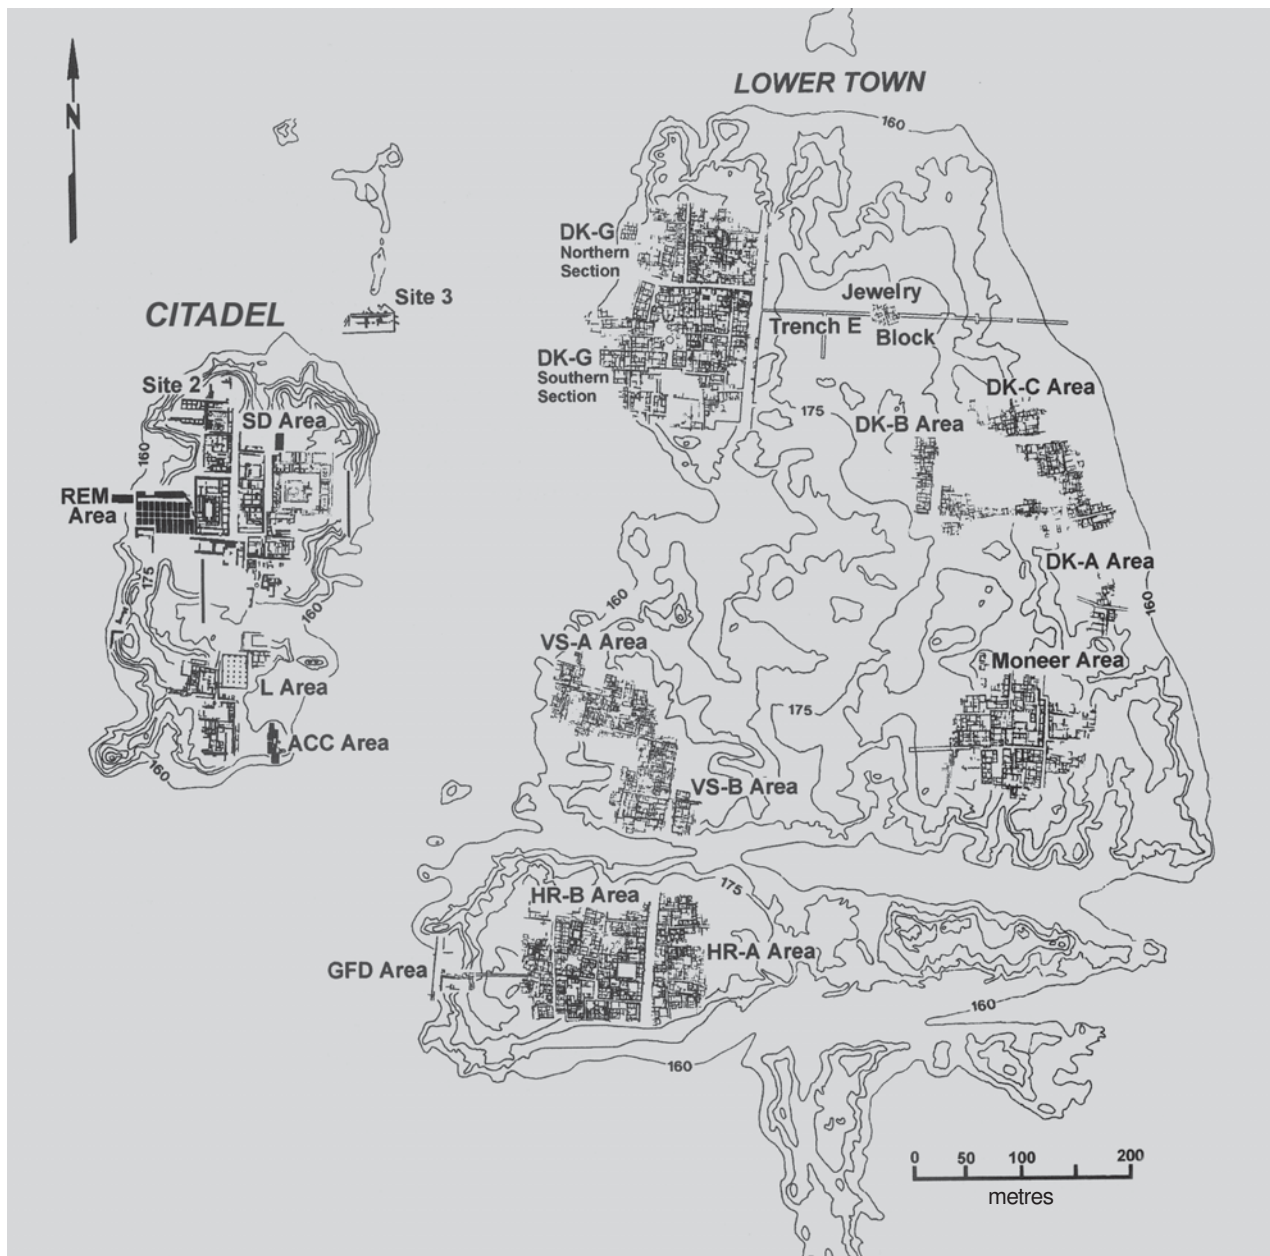 N
LOWER TOWN
160
DK-G
Northern
Section
CITADEL
Site 3
Jewelry
Trench E
Block
DK-G
Southern
Section
Site 2
SD Area
175
DK-C Area
DK-B Area
160
REM
Area
175
160
DK-A Area
160
160
VS-A Area
Moneer Area
L Area
175
ACC Area
160
VS-B Area
HR-B Area
175
HR-A Area
GFD Area
160
160
0 50 100 200
metres